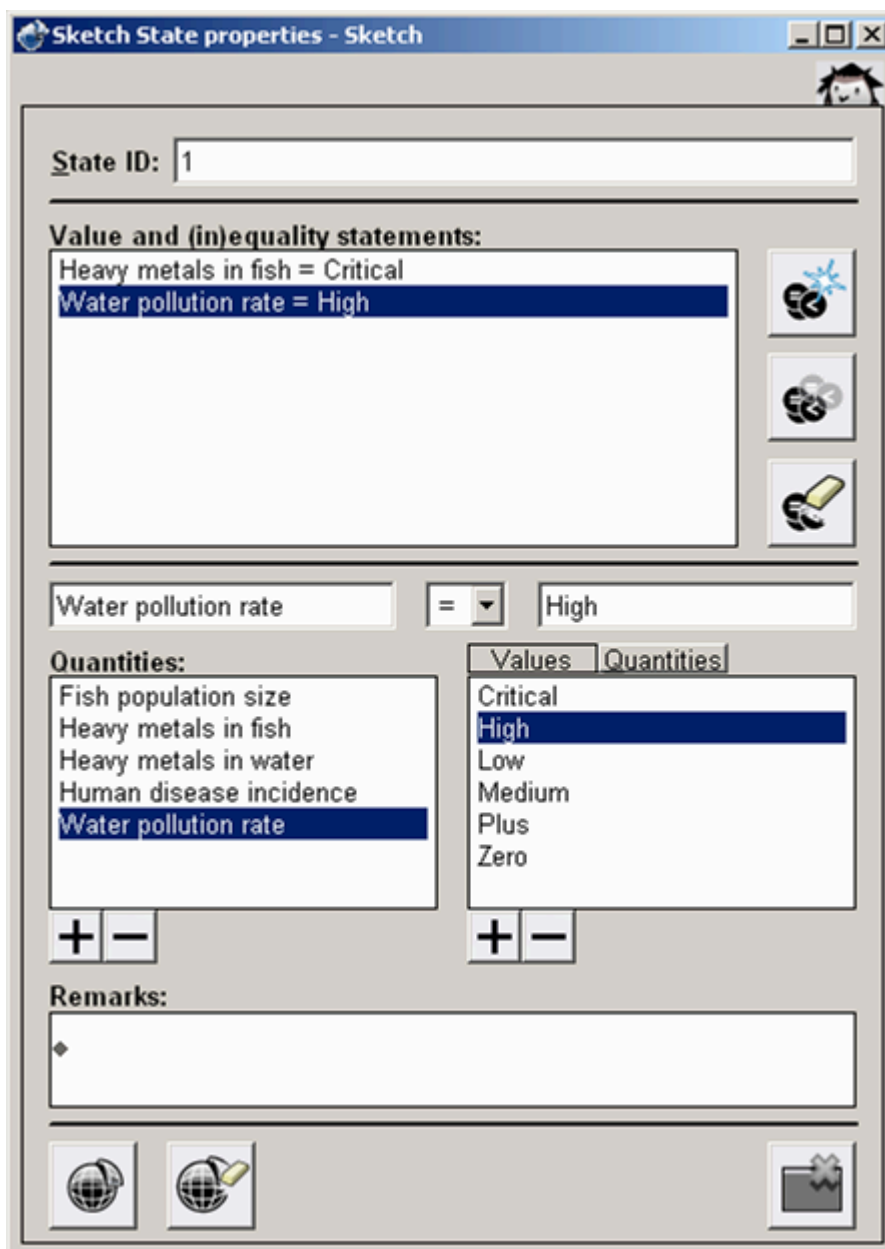 Sketch State properties - Sketch
State ID: 1
Value and (in)equality statements:
Heavy metals in fish = Critical
Water pollution rate = High
Water pollution rate = High
Quantities: Values Quantities
Fish population size
Heavy metals in fish
Heavy metals in water
Human disease incidence
Water pollution rate
Critical
High
Low
Medium
Plus
Zero
Remarks: